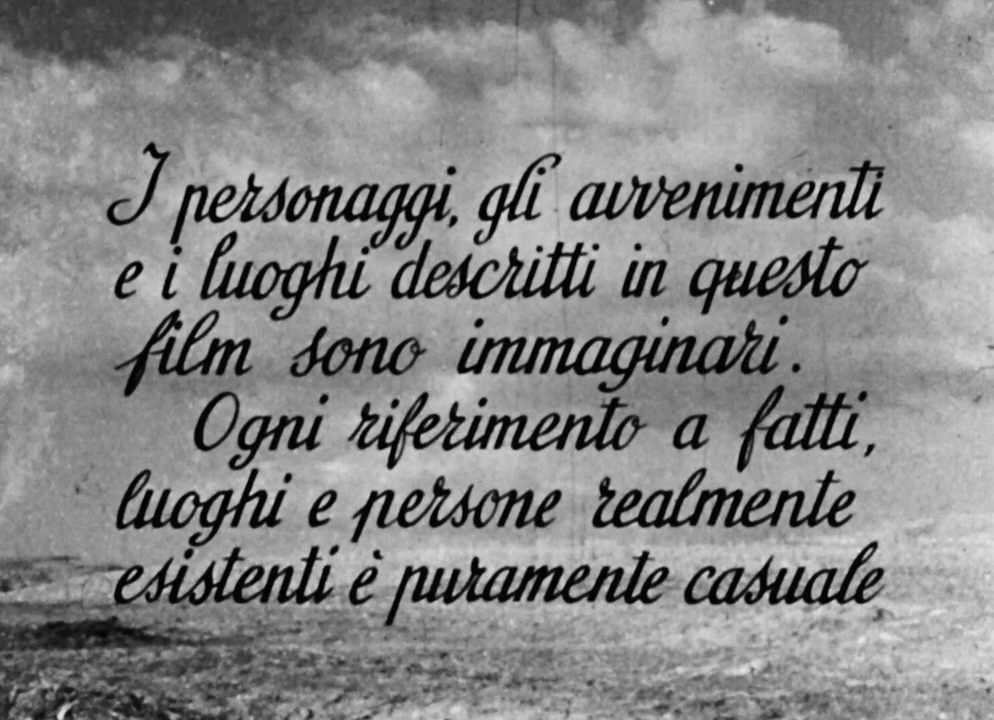 I personaggi, gli avvenimenti
e i luoghi descritti in questo
film sono immaginari.
Ogni riferimento a fatti,
luoghi e persone realmente
esistenti è puramente casuale